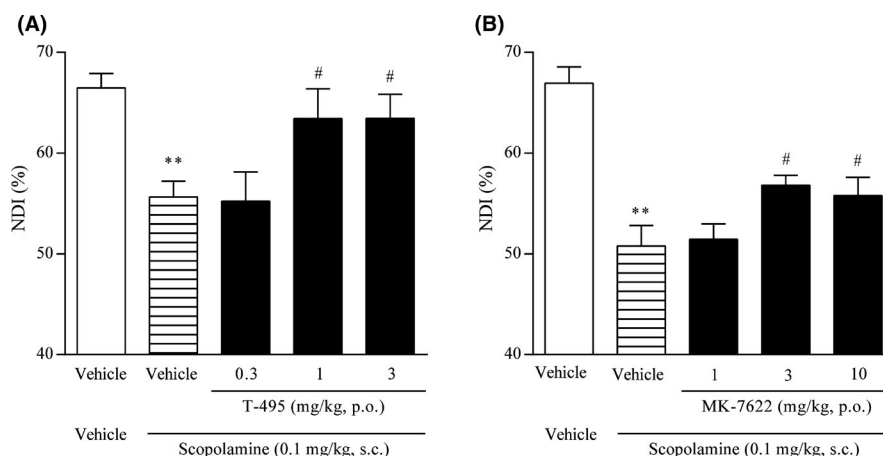 (A)
NDI (%)
70
#
#
60
**
50
40
Vehicle
Vehicle
0.3
1
3
T-495 (mg/kg, p.o.)
Vehicle
Scopolamine (0.1 mg/kg, s.c.)
(B)
NDI (%)
70
60
#
#
**
50
40
Vehicle
Vehicle
1
3
10
MK-7622 (mg/kg, p.o.)
Vehicle
Scopolamine (0.1 mg/kg, s.c.)